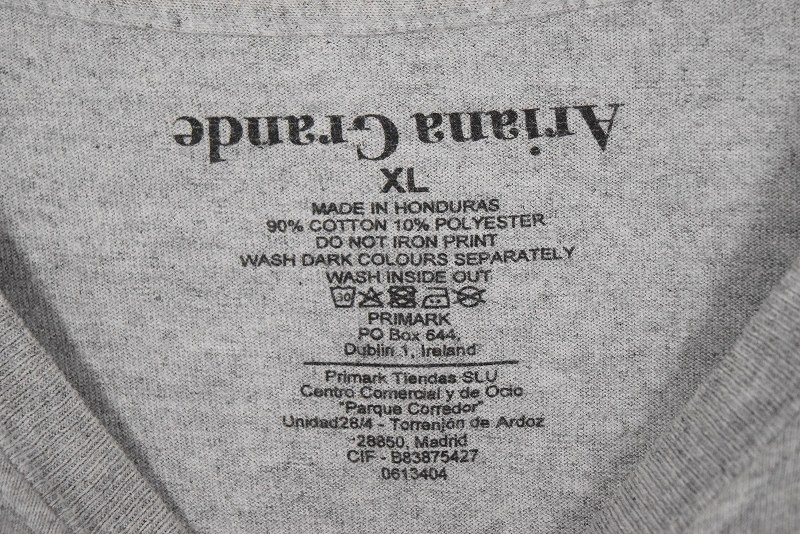 Ariana Grande
XL
MADE IN HONDURAS
90% COTTON 10% POLYESTER
DO NOT IRON PRINT
WASH DARK COLOURS SEPARATELY
WASH INSIDE OUT
30
PRIMARK
PO Box 644,
Dublin 1, Ireland
Primark Tiendas SLU
Centro Comercial y de Ocio
"Parque Corredor"
Unidad28/4 - Torrenjón de Ardoz
28850, Madrid
CIF - B83875427
0613404